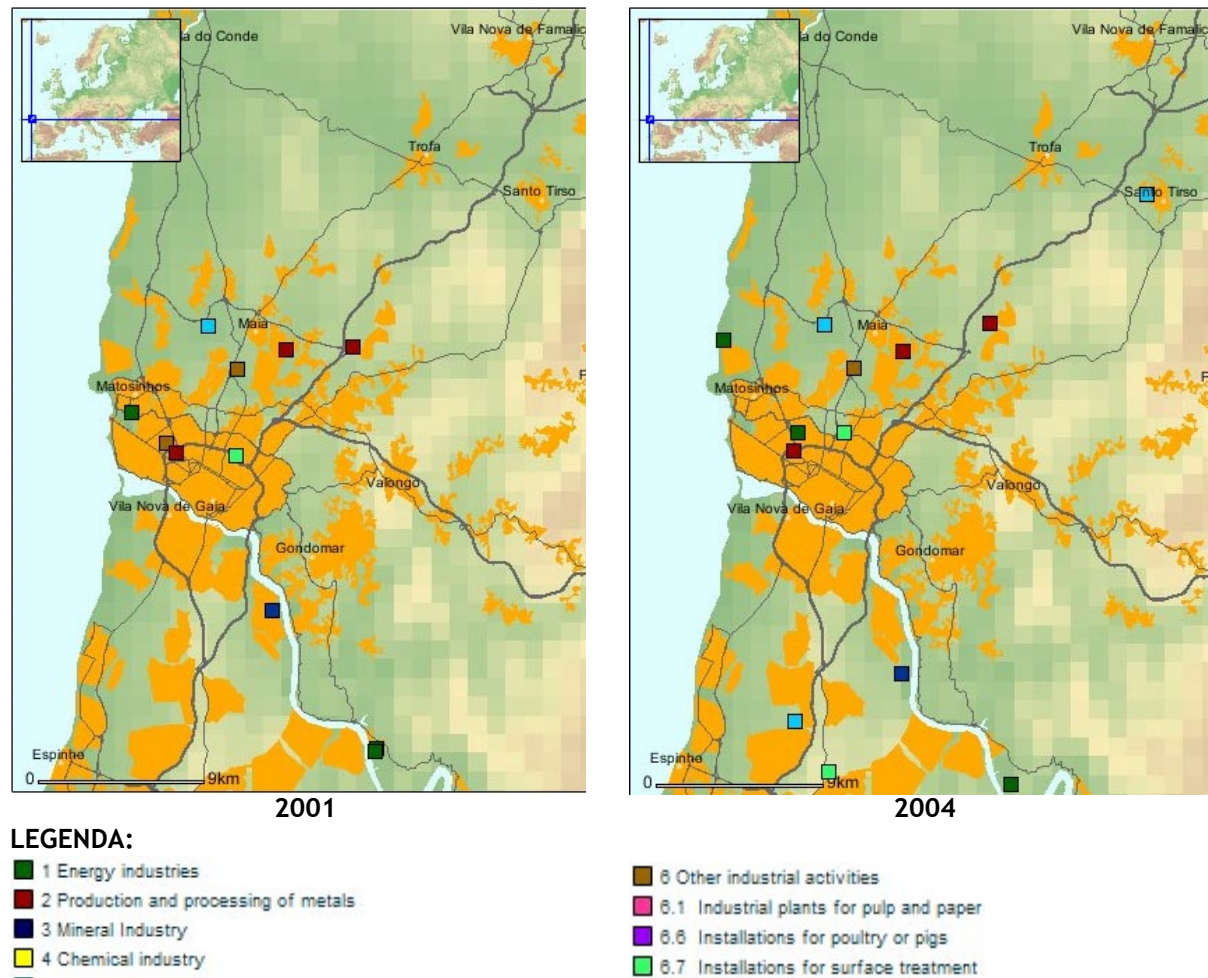 la do Conde
Vila Nova de Famalic
Trofa
Santo Tirso
Maia
Matosinhos
Valongo
Vila Nova de Gaia
Gondomar
Espinho
0 9km
2001
la do Conde
Vila Nova de Famalic
Trofa
Santo Tirso
Maia
Matosinhos
Valongo
Vila Nova de Gaia
Gondomar
Espinho
0 9km
2004
LEGENDA:
1 Energy industries
2 Production and processing of metals
3 Mineral Industry
4 Chemical industry
6 Other industrial activities
6.1 Industrial plants for pulp and paper
6.6 Installations for poultry or pigs
6.7 Installations for surface treatment